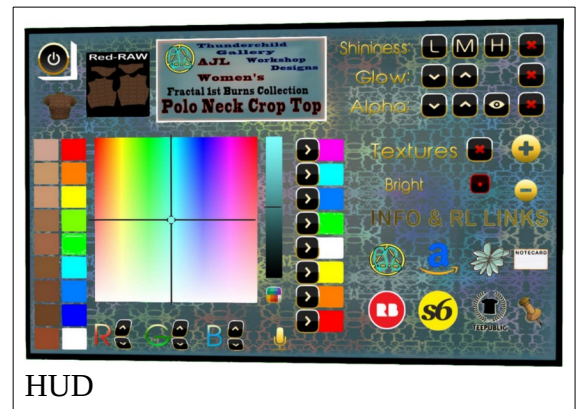 Red-RAW
Thunderchild
Gallery
AJL Workshop
Designs
Women's
Fractal 1st Burns Collection
Polo Neck Crop Top
Shininess: L M H
Glow:
Alpha:
Textures
Bright
INFO & RL LINKS
a
NOTECARD
RB
s6
TEEPUBLIC
R G B
HUD